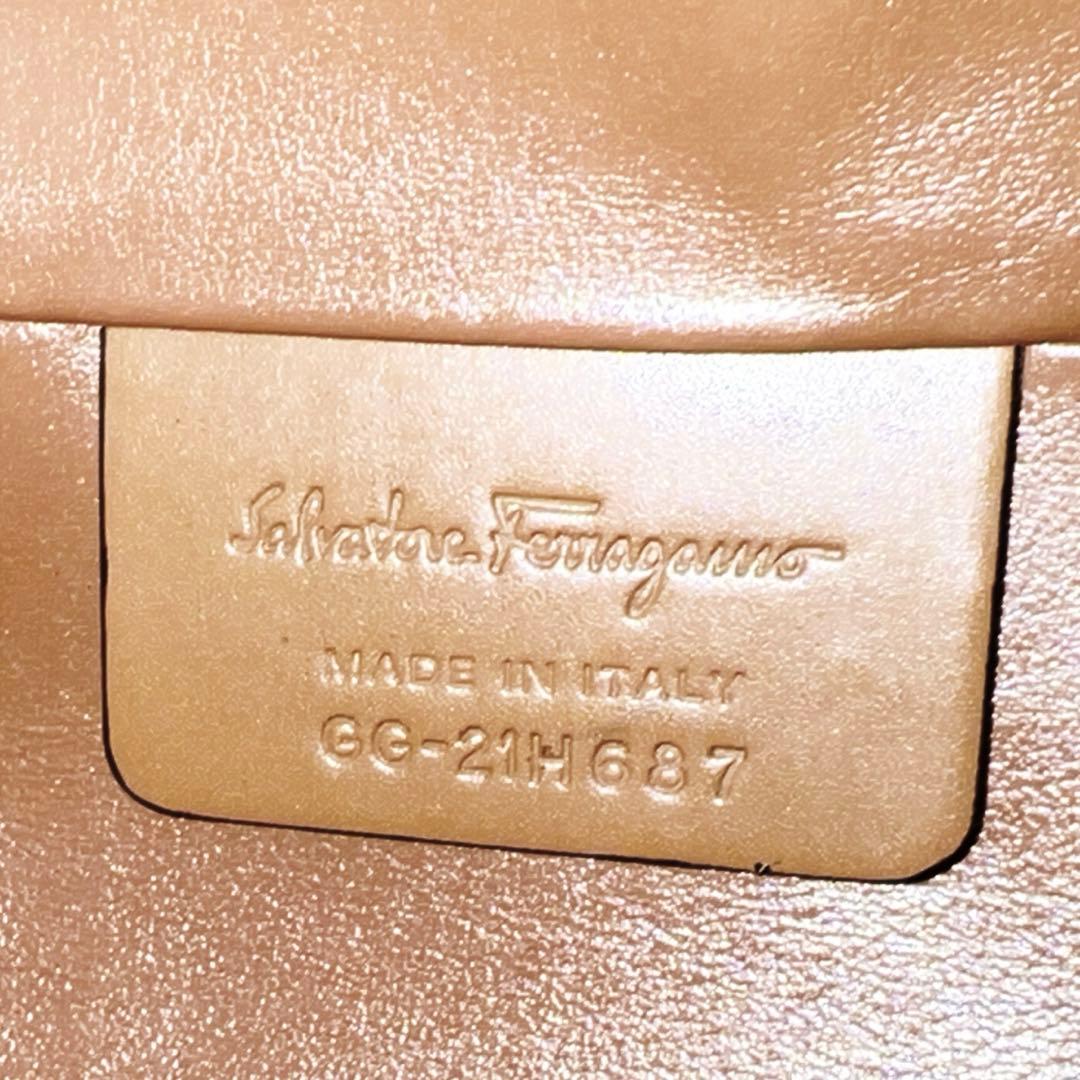 Salvatore Ferragamo
MADE IN ITALY
GG-21H687